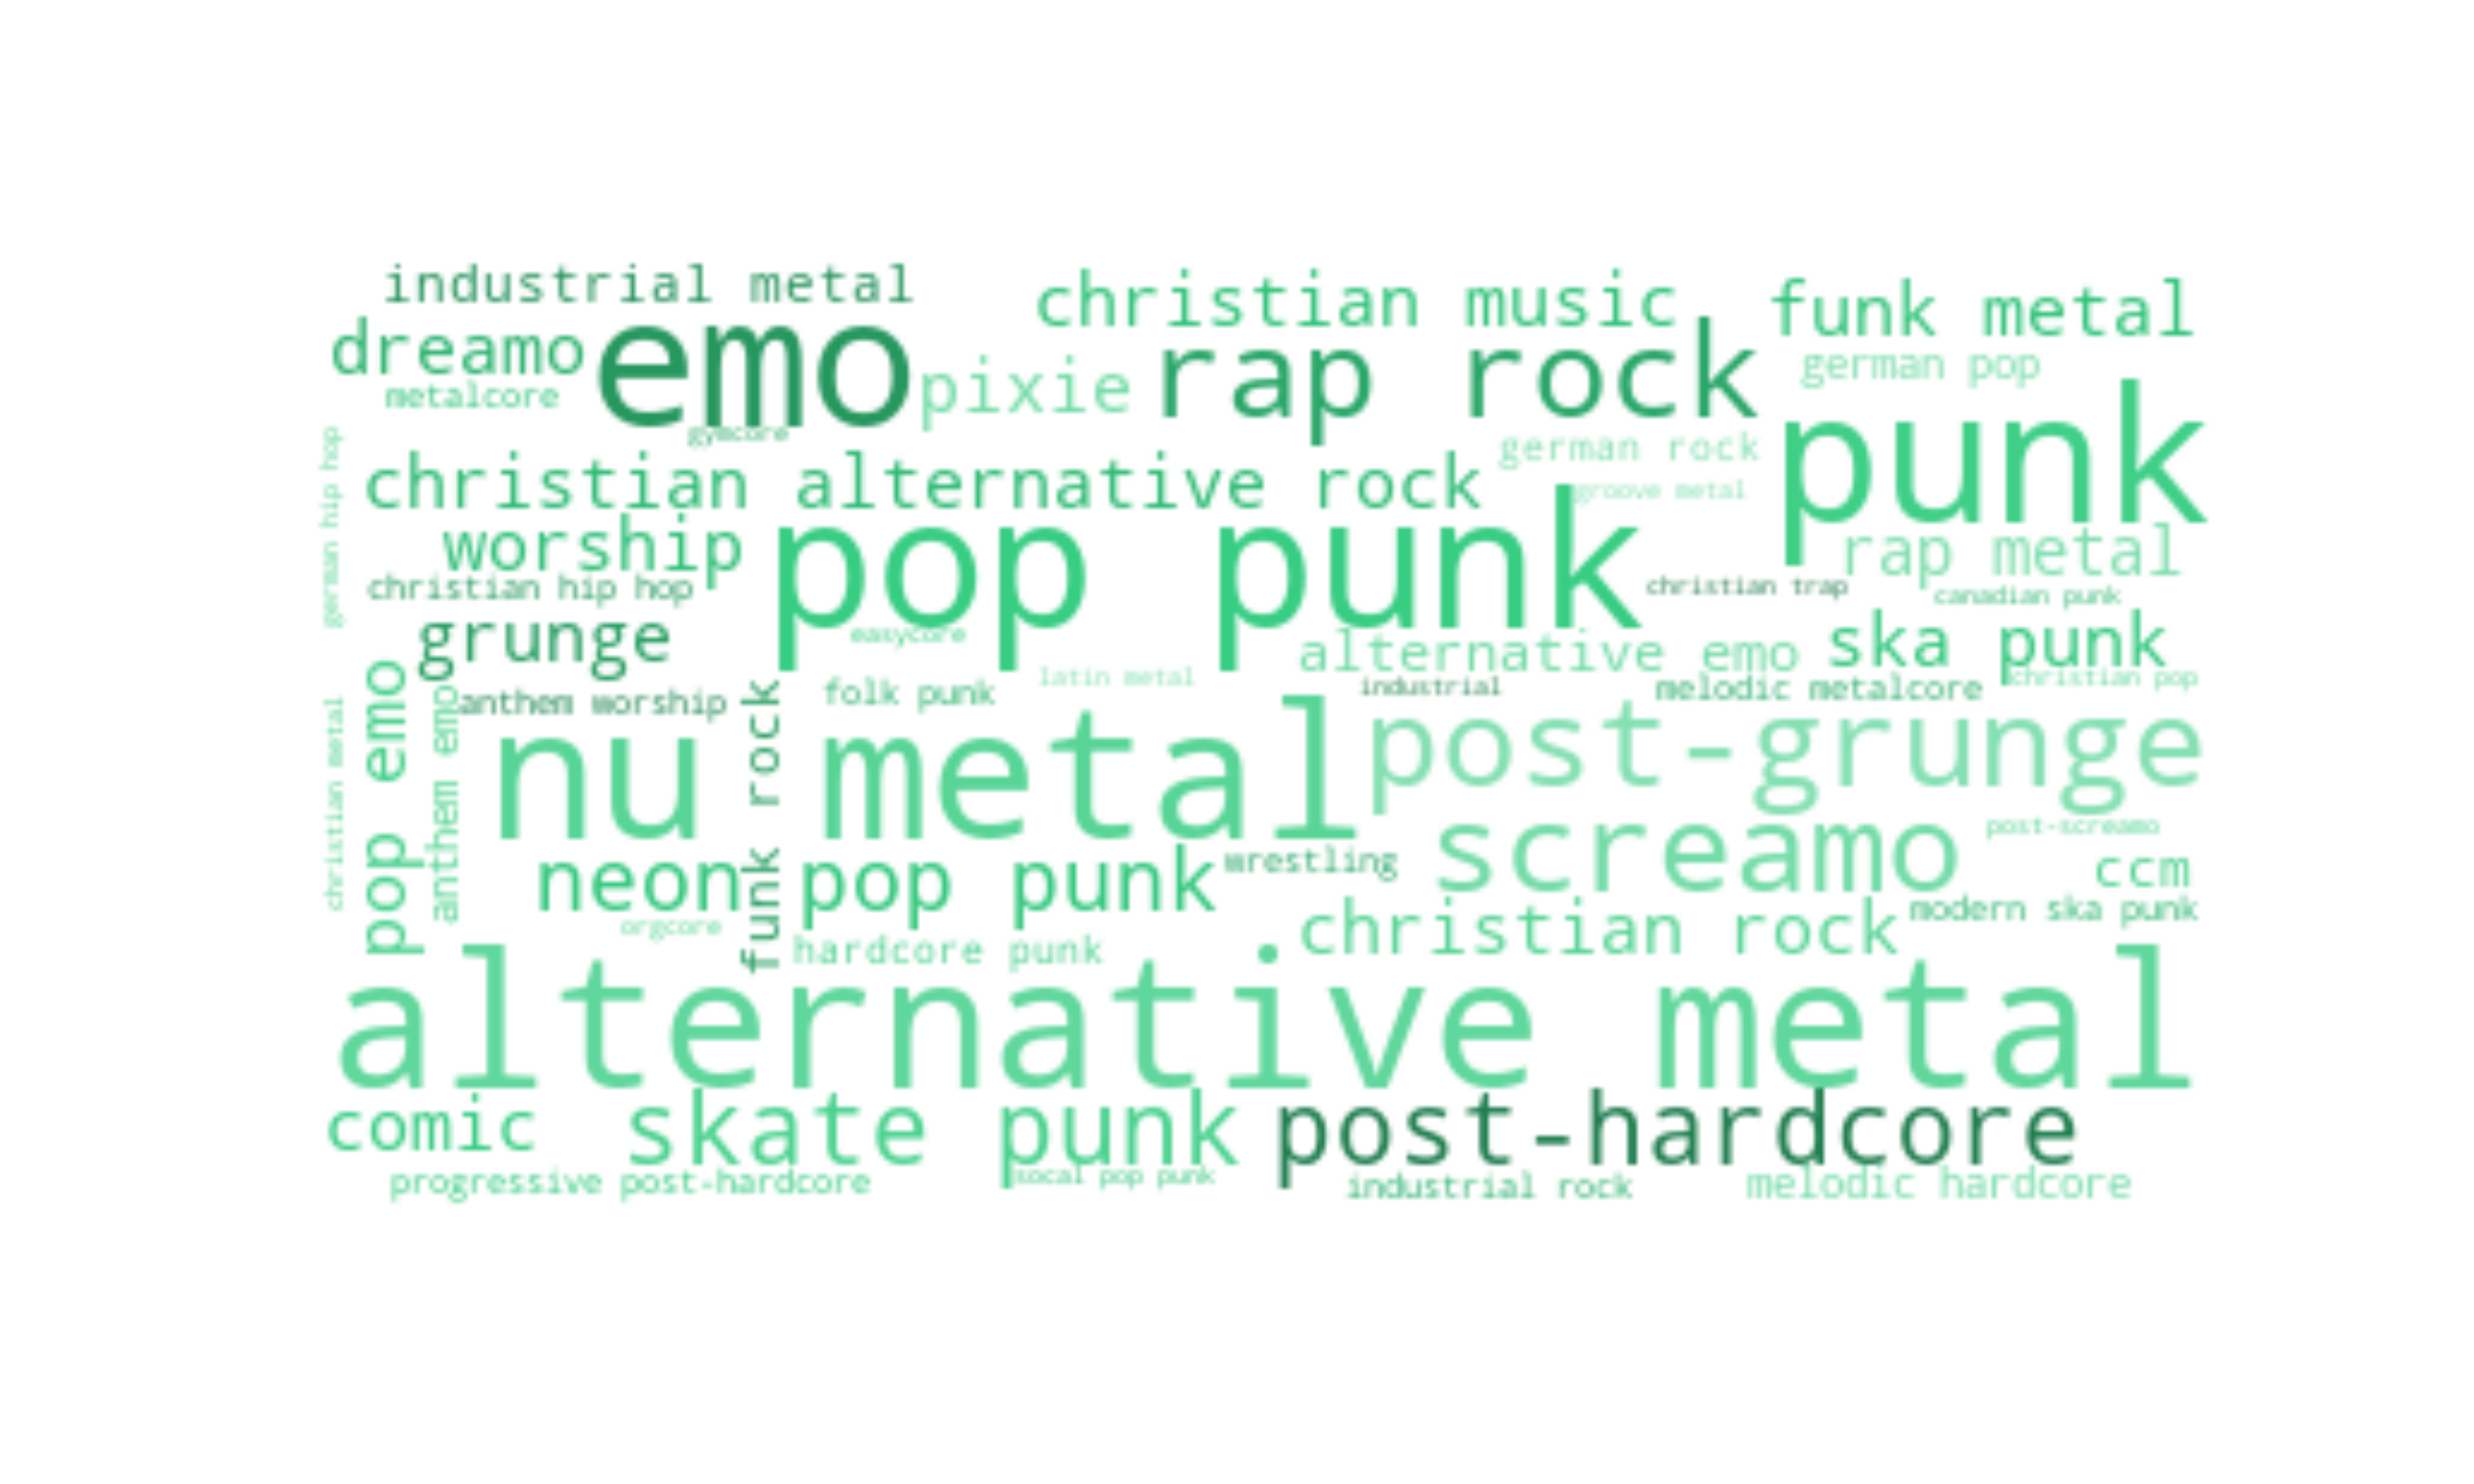 industrial metal
christian music
funk metal
dreamo
emo
pixie
rap rock
german pop
metalcore
punk
gymcore
german hip hop
christian alternative rock
german rock
groove metal
worship
pop punk
rap metal
christian hip hop
christian trap
canadian punk
grunge
easycore
alternative emo
ska punk
pop emo
anthem emo
anthem worship
funk rock
folk punk
latin metal
industrial
melodic metalcore
christian pop
christian metal
nu metal
post-grunge
neon pop punk
wrestling
screamo
post-screamo
ccm
orgcore
hardcore punk
christian rock
modern ska punk
alternative metal
comic
skate punk
post-hardcore
progressive post-hardcore
socal pop punk
industrial rock
melodic hardcore